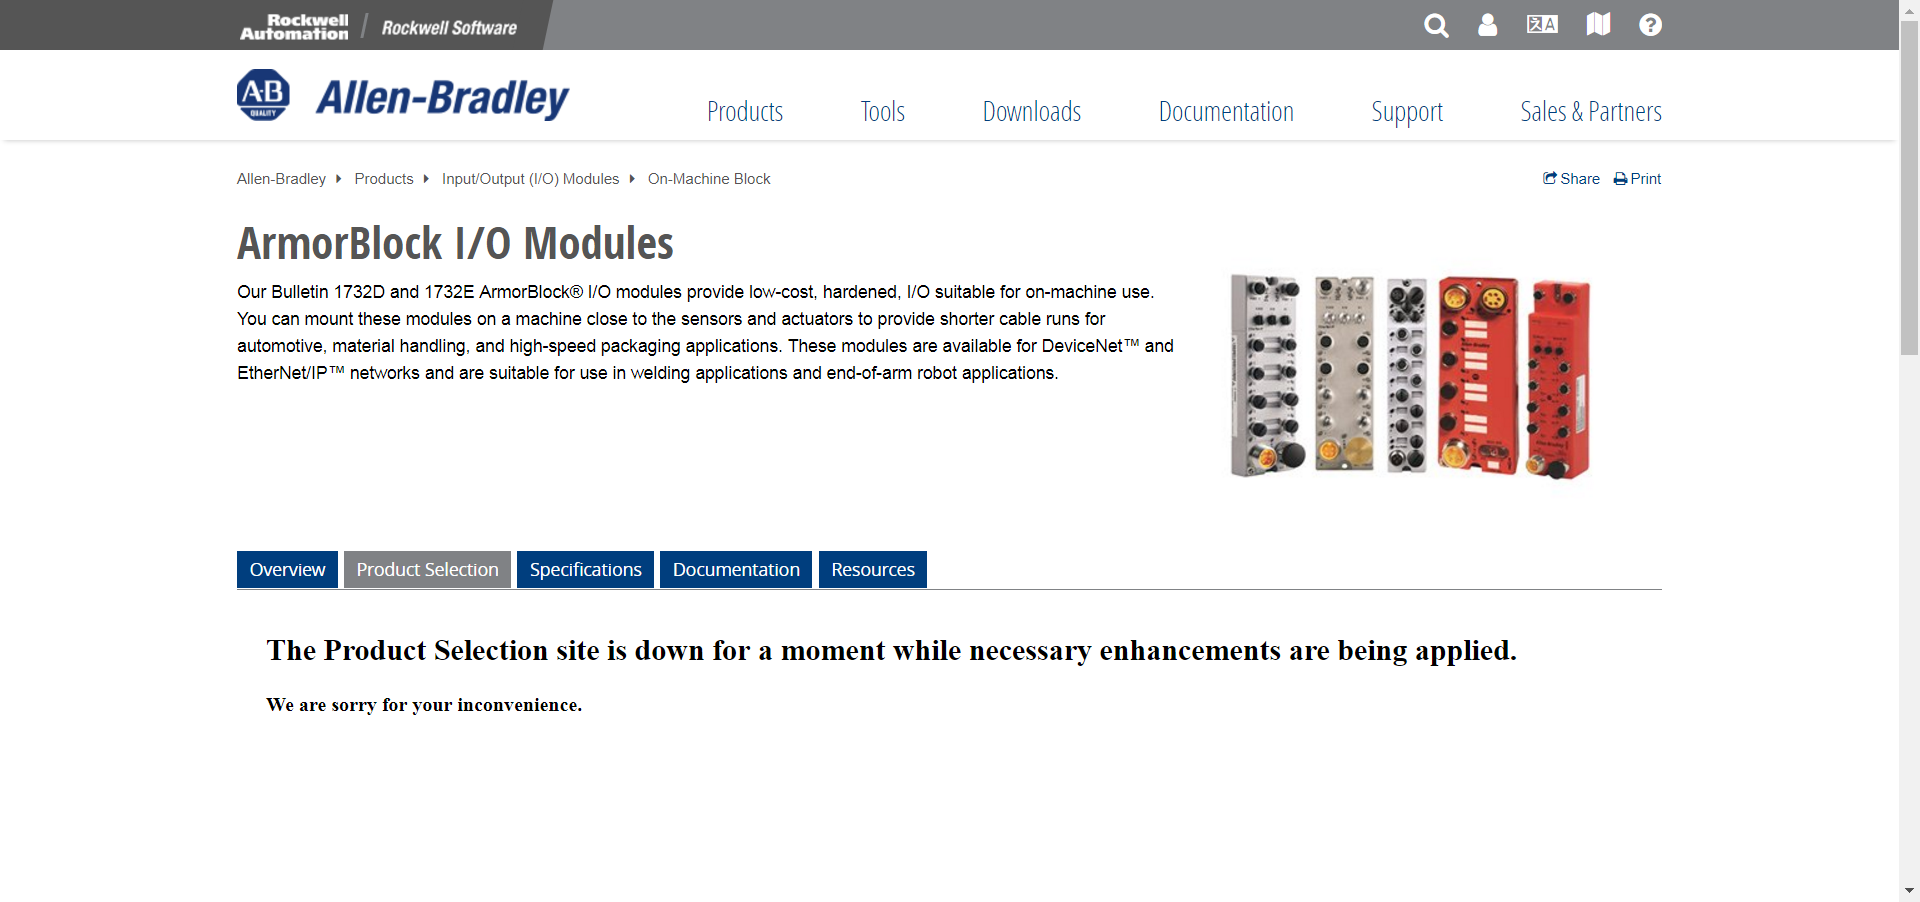 Rockwell Automation
Rockwell Software
A-B QUALITY
Allen-Bradley
Products Tools Downloads Documentation Support Sales & Partners
Allen-Bradley Products Input/Output (I/O) Modules On-Machine Block
Share Print
ArmorBlock I/O Modules
Our Bulletin 1732D and 1732E ArmorBlock® I/O modules provide low-cost, hardened, I/O suitable for on-machine use.
You can mount these modules on a machine close to the sensors and actuators to provide shorter cable runs for
automotive, material handling, and high-speed packaging applications. These modules are available for DeviceNet™ and
EtherNet/IP™ networks and are suitable for use in welding applications and end-of-arm robot applications.
Overview Product Selection Specifications Documentation Resources
The Product Selection site is down for a moment while necessary enhancements are being applied.
We are sorry for your inconvenience.